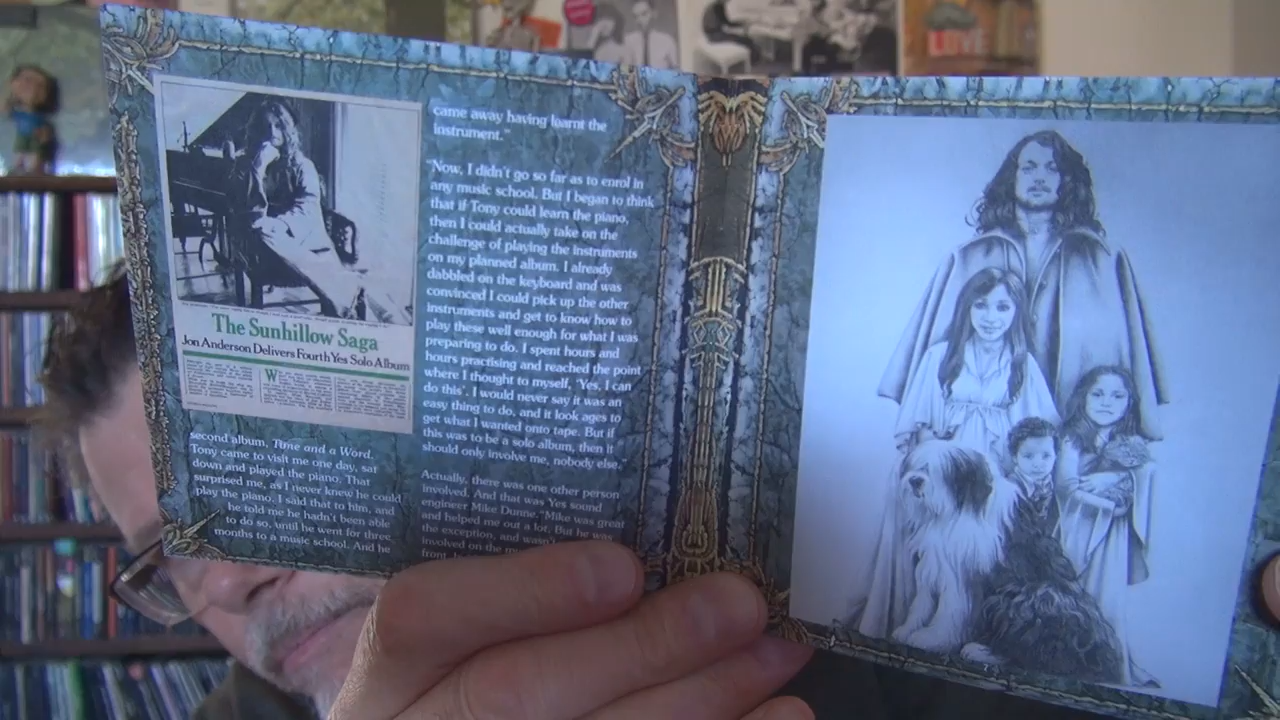 The Sunhillow Saga
Jon Anderson Delivers Fourth Yes Solo Album
second album, Time and a Word.
Tony came to visit me one day, sat
down and played the piano. That
surprised me, as I never knew he could
play the piano. I said that to him, and
he told me he hadn't been able
to do so, until he went for three
months to a music school. And he
came away having learnt the
instrument."
"Now, I didn't go so far as to enrol in
any music school. But I began to think
that if Tony could learn the piano,
then I could actually take on the
challenge of playing the instruments
on my planned album. I already
dabbled on the keyboard and was
convinced I could pick up the other
instruments and get to know how to
play these well enough for what I was
preparing to do. I spent hours and
hours practising and reached the point
where I thought to myself, 'Yes, I can
do this'. I would never say it was an
easy thing to do, and it took ages to
get what I wanted onto tape. But if
this was to be a solo album, then it
should only involve me, nobody else."
Actually, there was one other person
involved. And that was Yes sound
engineer Mike Dunne. "Mike was great
and helped me out a lot. But he was
the exception, and wasn't
involved on the
front
LIVE